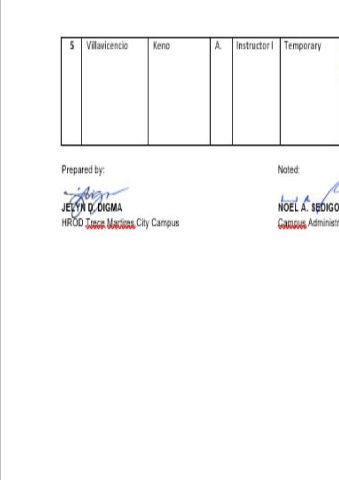 5 Villavicencio Keno A. Instructor I Temporary
Prepared by: Noted:
JELYN D. DIGMA NOEL A. SEDIGO
HROD Trece Martires City Campus Campus Administr